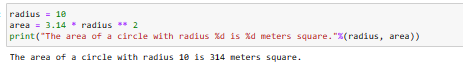 radius = 10
area = 3.14 * radius ** 2
print("The area of a circle with radius %d is %d meters square."%(radius, area))
The area of a circle with radius 10 is 314 meters square.